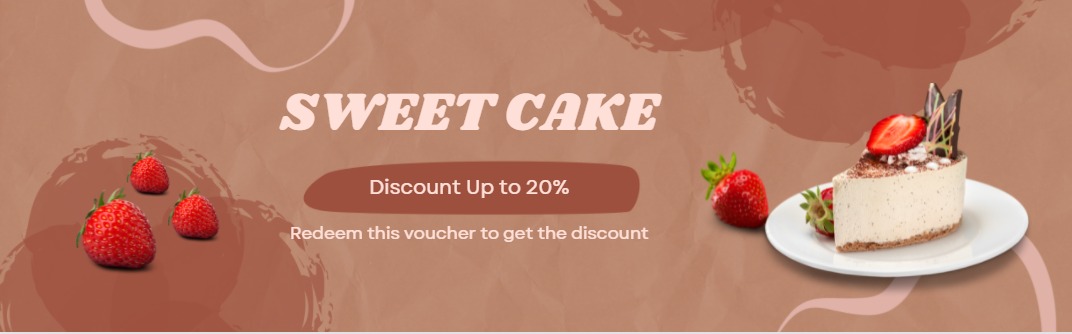 SWEET CAKE
Discount Up to 20%
Redeem this voucher to get the discount